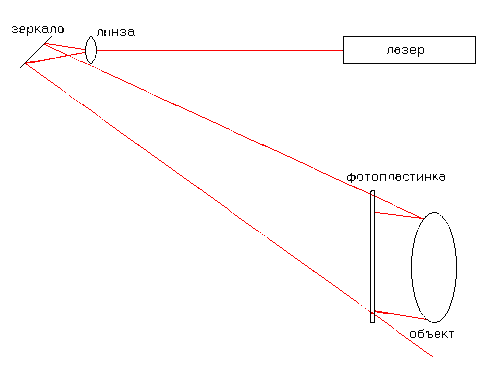 зеркало
линза
лазер
фотопластинка
объект